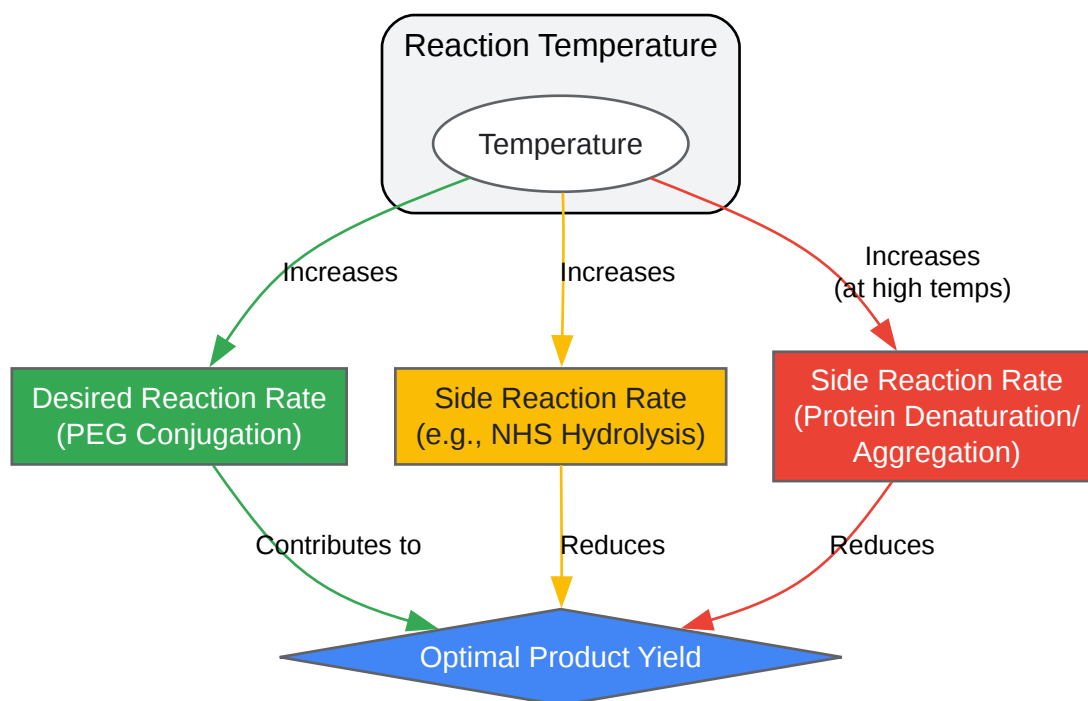 Reaction Temperature
Temperature
Increases
Increases
Increases
(at high temps)
Desired Reaction Rate
(PEG Conjugation)
Side Reaction Rate
(e.g., NHS Hydrolysis)
Side Reaction Rate
(Protein Denaturation/
Aggregation)
Contributes to
Reduces
Reduces
Optimal Product Yield